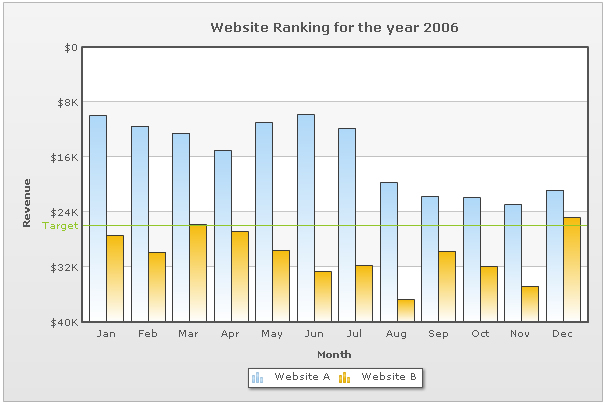 Website Ranking for the year 2006
$0
$8K
$16K
$24K
Target
$32K
$40K
Revenue
Jan Feb Mar Apr May Jun Jul Aug Sep Oct Nov Dec
Month
Website A Website B